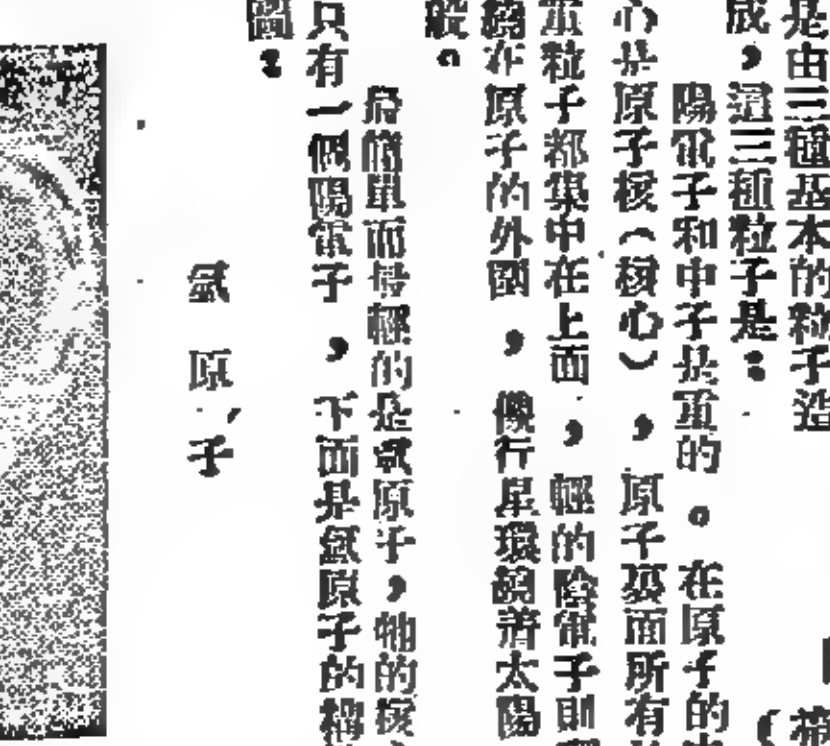 是由三種基本的粒子造
成，這三種粒子是：
陽電子和中子是重的。在原子的
心是原子核（核心），原子裏面所有
電粒子都集中在上面，輕的陰電子則
繞在原子的外圍，像行星環繞着太陽
般。
最簡單而最輕的是氫原子，牠的核
只有一個陽電子，下面是氫原子的構
圖：
氫原子